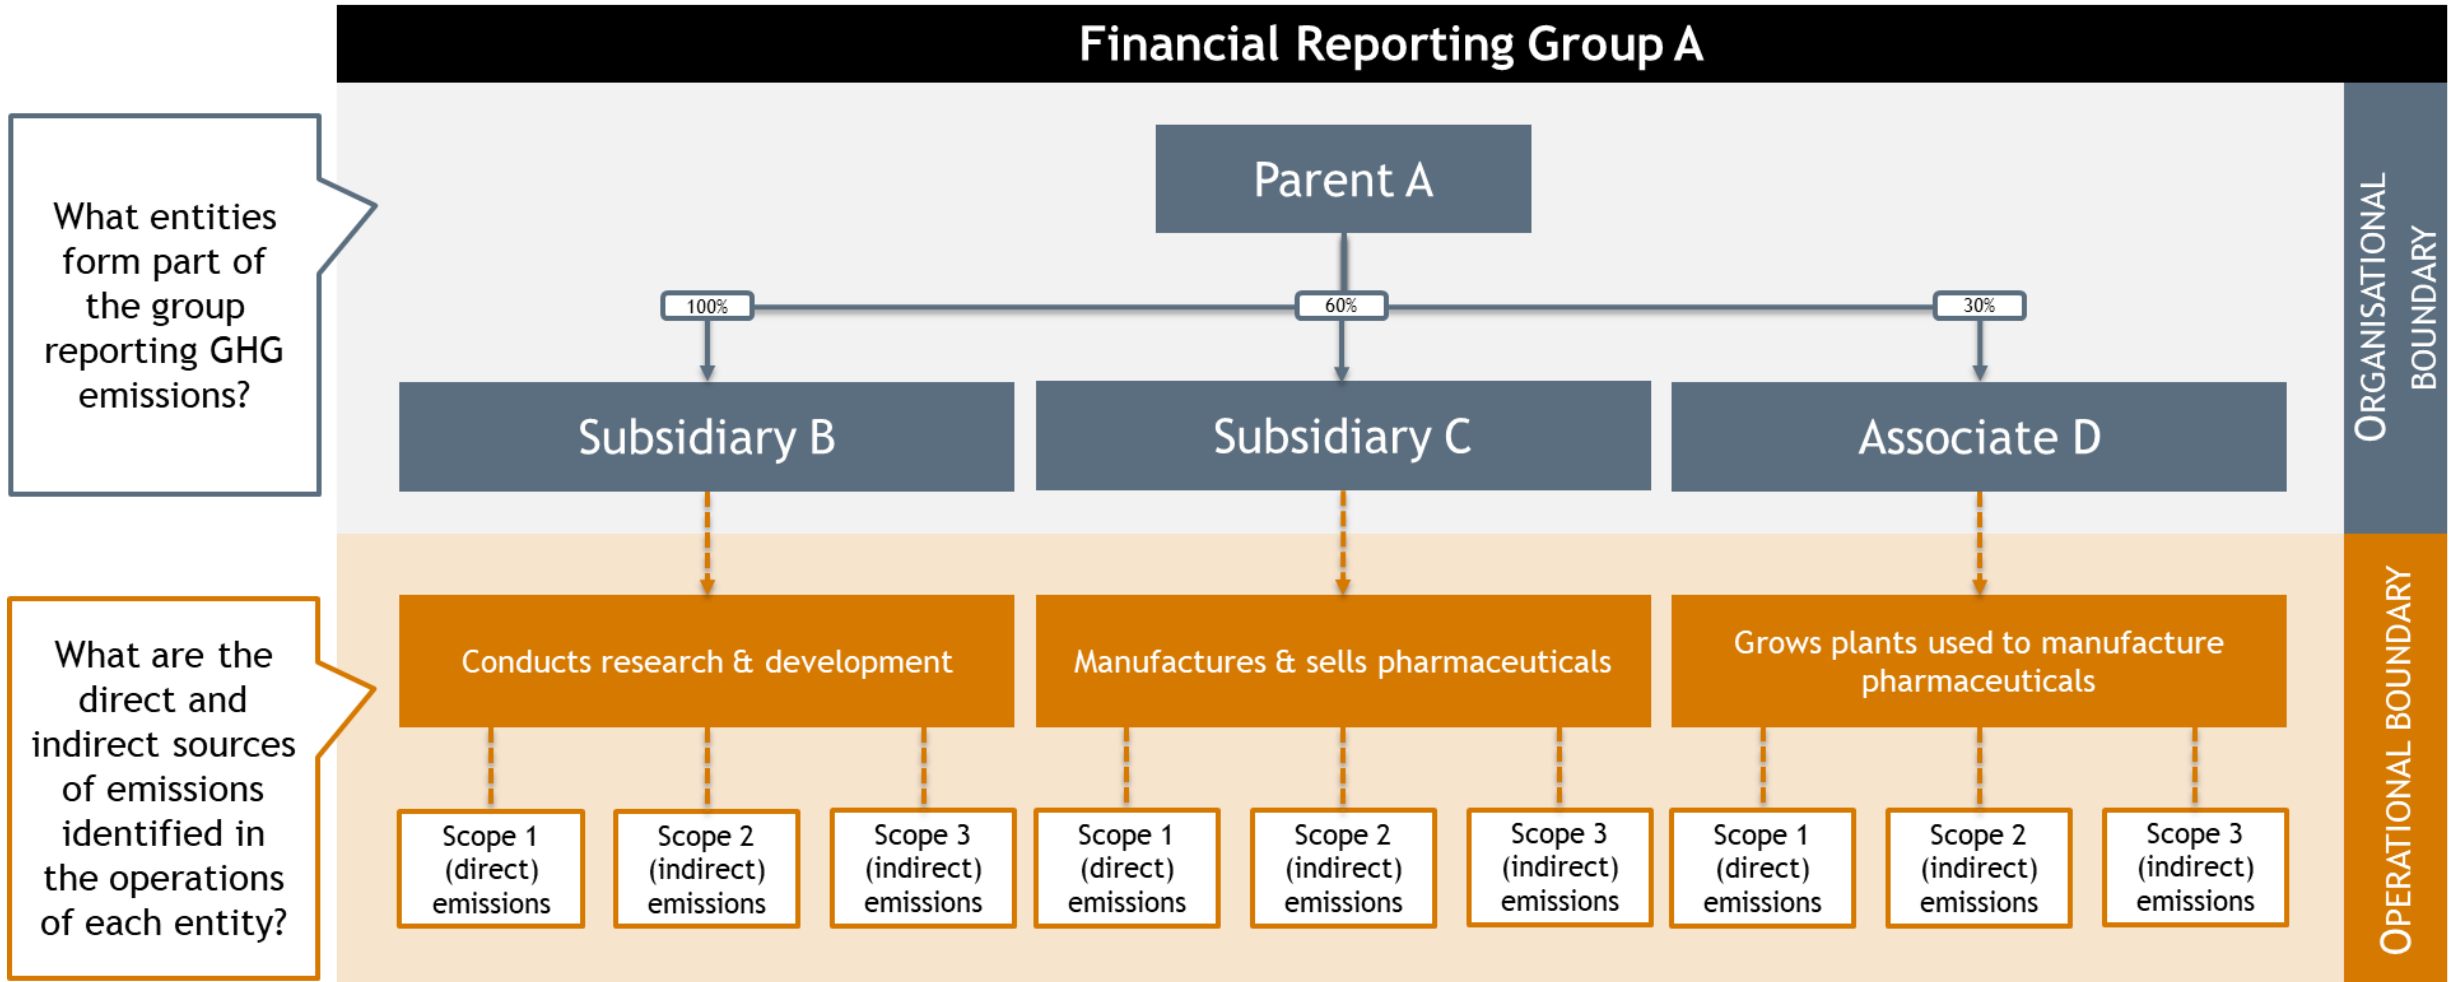 Financial Reporting Group A
What entities
form part of
the group
reporting GHG
emissions?
Parent A
100%
60%
30%
Subsidiary B
Subsidiary C
Associate D
ORGANISATIONAL
BOUNDARY
What are the
direct and
indirect sources
of emissions
identified in
the operations
of each entity?
Conducts research & development
Manufactures & sells pharmaceuticals
Grows plants used to manufacture
pharmaceuticals
Scope 1
(direct)
emissions
Scope 2
(indirect)
emissions
Scope 3
(indirect)
emissions
Scope 1
(direct)
emissions
Scope 2
(indirect)
emissions
Scope 3
(indirect)
emissions
Scope 1
(direct)
emissions
Scope 2
(indirect)
emissions
Scope 3
(indirect)
emissions
OPERATIONAL BOUNDARY